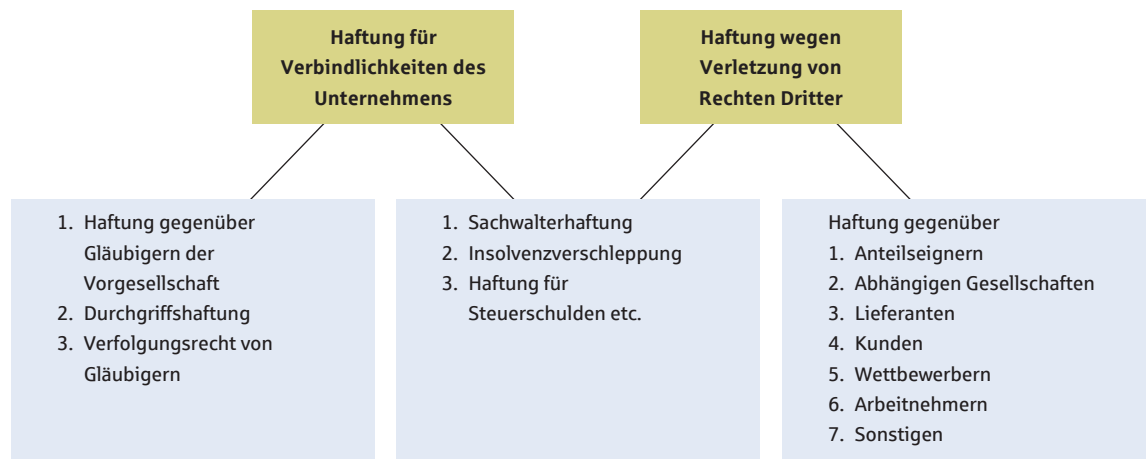 Haftung für
Verbindlichkeiten des
Unternehmens
Haftung wegen
Verletzung von
Rechten Dritter
1. Haftung gegenüber
Gläubigern der
Vorgesellschaft
2. Durchgriffshaftung
3. Verfolgungsrecht von
Gläubigern
1. Sachwalterhaftung
2. Insolvenzverschleppung
3. Haftung für
Steuerschulden etc.
Haftung gegenüber
1. Anteilseignern
2. Abhängigen Gesellschaften
3. Lieferanten
4. Kunden
5. Wettbewerbern
6. Arbeitnehmern
7. Sonstigen